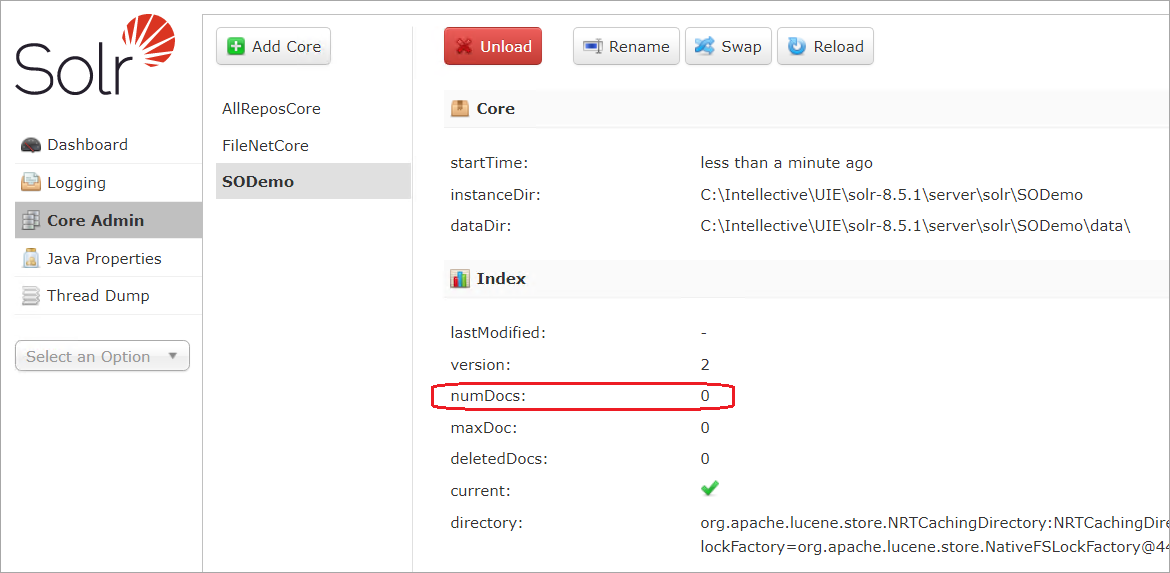 Solr
Dashboard
Logging
Core Admin
Java Properties
Thread Dump
Select an Option
Add Core
AllReposCore
FileNetCore
SODemo
Unload Rename Swap Reload
Core
startTime: less than a minute ago
instanceDir: C:\Intellective\UIE\solr-8.5.1\server\solr\SODemo
dataDir: C:\Intellective\UIE\solr-8.5.1\server\solr\SODemo\data\
Index
lastModified: -
version: 2
numDocs: 0
maxDoc: 0
deletedDocs: 0
current:
directory: org.apache.lucene.store.NRTCachingDirectory:NRTCachingDire
lockFactory=org.apache.lucene.store.NativeFSLockFactory@44